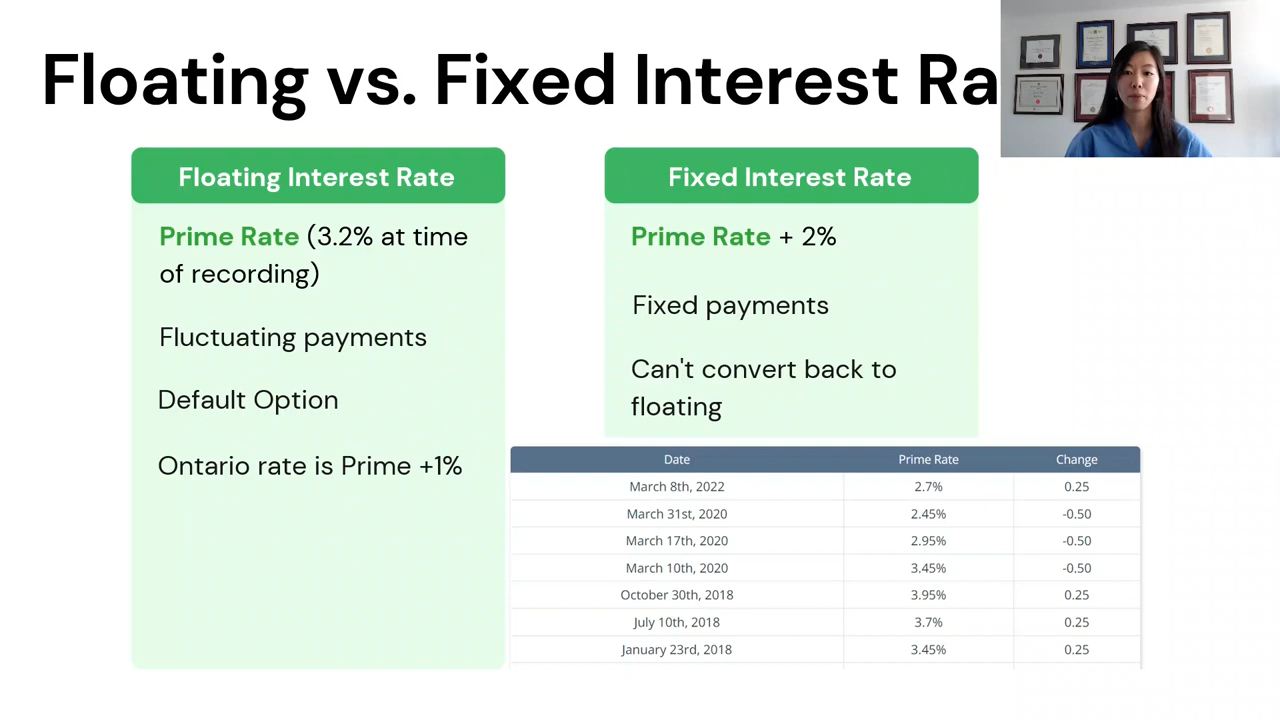 Floating vs. Fixed Interest Ra
Floating Interest Rate
Prime Rate (3.2% at time
of recording)
Fluctuating payments
Default Option
Ontario rate is Prime +1%
Fixed Interest Rate
Prime Rate + 2%
Fixed payments
Can't convert back to
floating
Date Prime Rate Change
March 8th, 2022 2.7% 0.25
March 31st, 2020 2.45% -0.50
March 17th, 2020 2.95% -0.50
March 10th, 2020 3.45% -0.50
October 30th, 2018 3.95% 0.25
July 10th, 2018 3.7% 0.25
January 23rd, 2018 3.45% 0.25